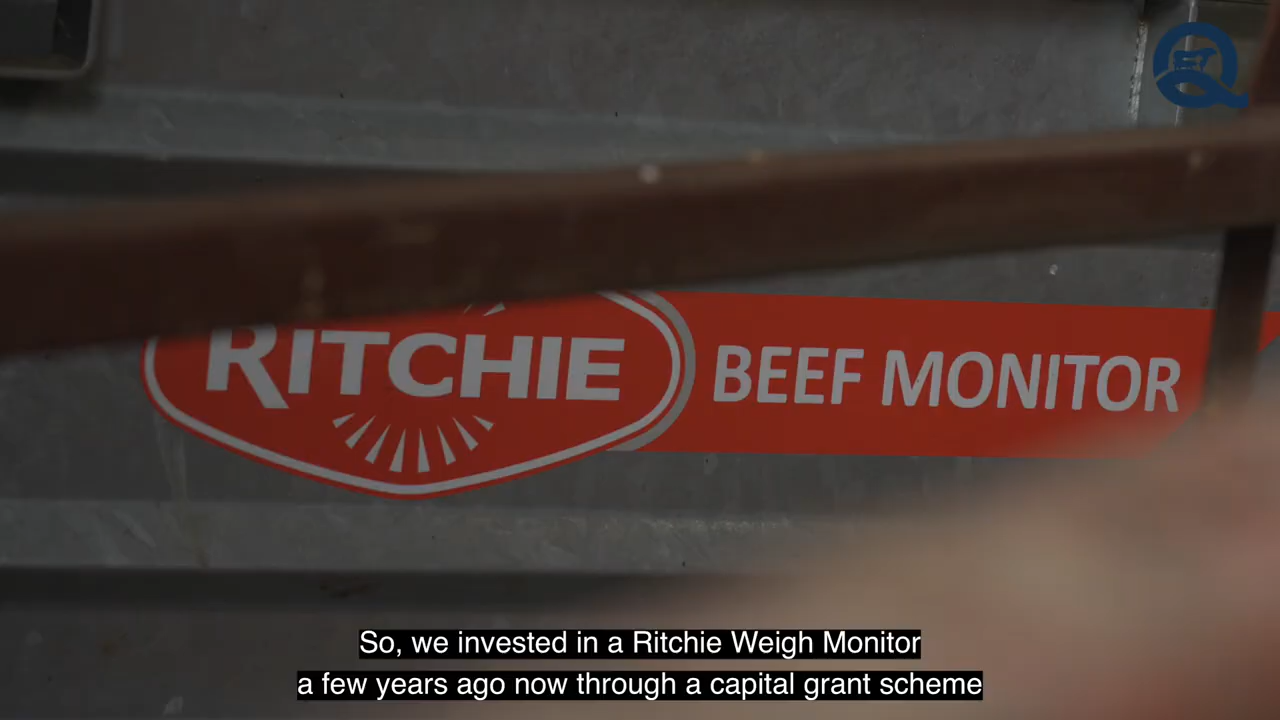 RITCHIE
BEEF MONITOR
So, we invested in a Ritchie Weigh Monitor
a few years ago now through a capital grant scheme